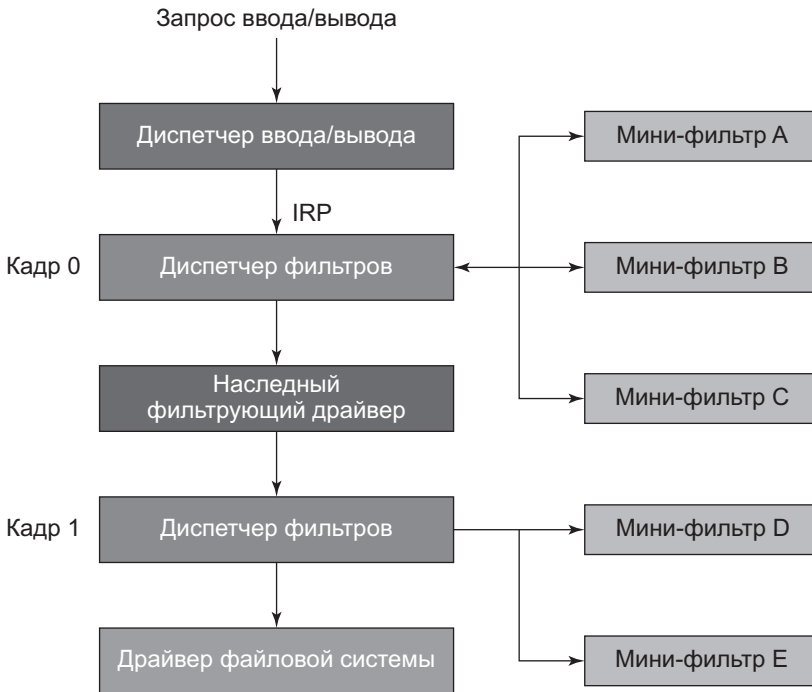 Запрос ввода/вывода
Диспетчер ввода/вывода
Мини-фильтр A
IRP
Кадр 0
Диспетчер фильтров
Мини-фильтр B
Наследный
фильтрующий драйвер
Мини-фильтр C
Кадр 1
Диспетчер фильтров
Мини-фильтр D
Драйвер файловой системы
Мини-фильтр E